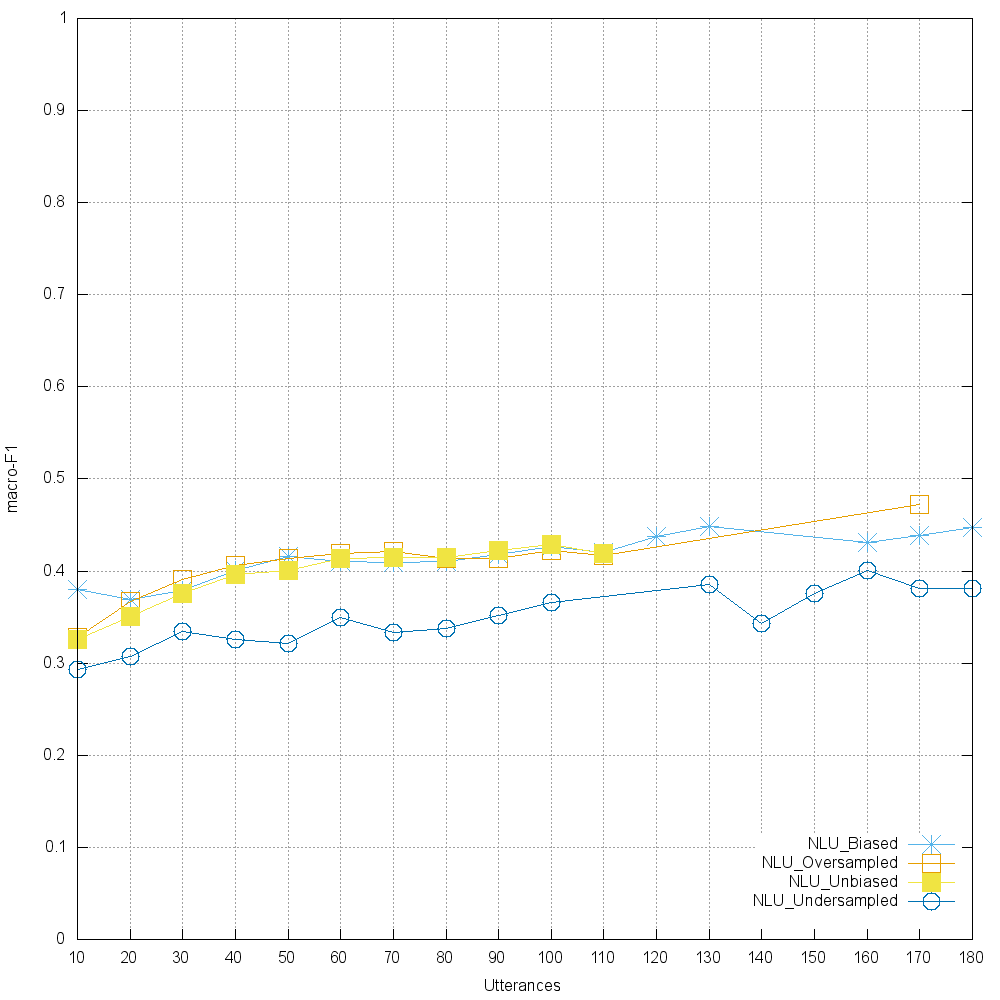 1
0.9
0.8
0.7
0.6
0.5
0.4
0.3
0.2
0.1
0
macro-F1
NLU_Biased
NLU_Oversampled
NLU_Unbiased
NLU_Undersampled
10 20 30 40 50 60 70 80 90 100 110 120 130 140 150 160 170 180
Utterances